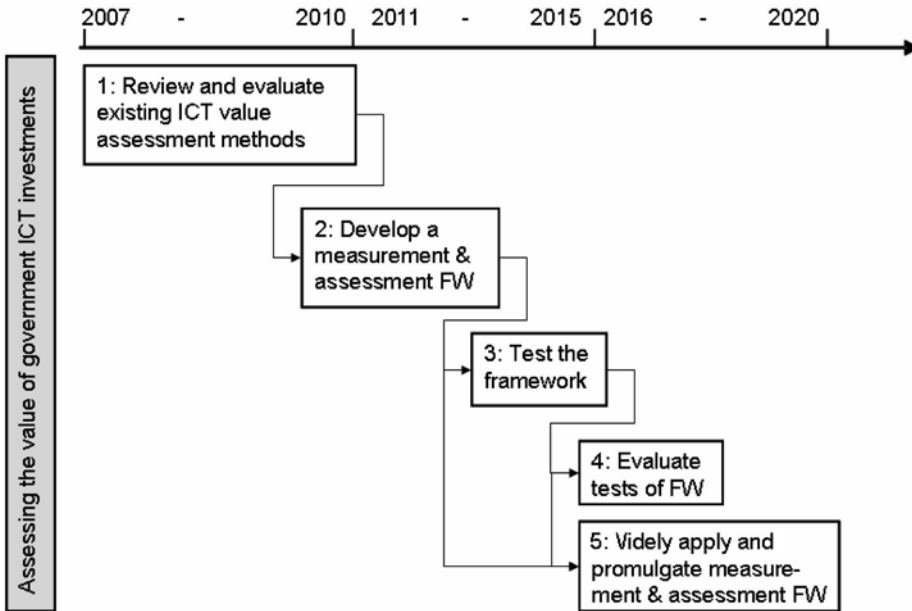 2007 - 2010 2011 - 2015 2016 - 2020
Assessing the value of government ICT investments
1: Review and evaluate
existing ICT value
assessment methods
2: Develop a
measurement &
assessment FW
3: Test the
framework
4: Evaluate
tests of FW
5: Videly apply and
promulgate measure-
ment & assessment FW